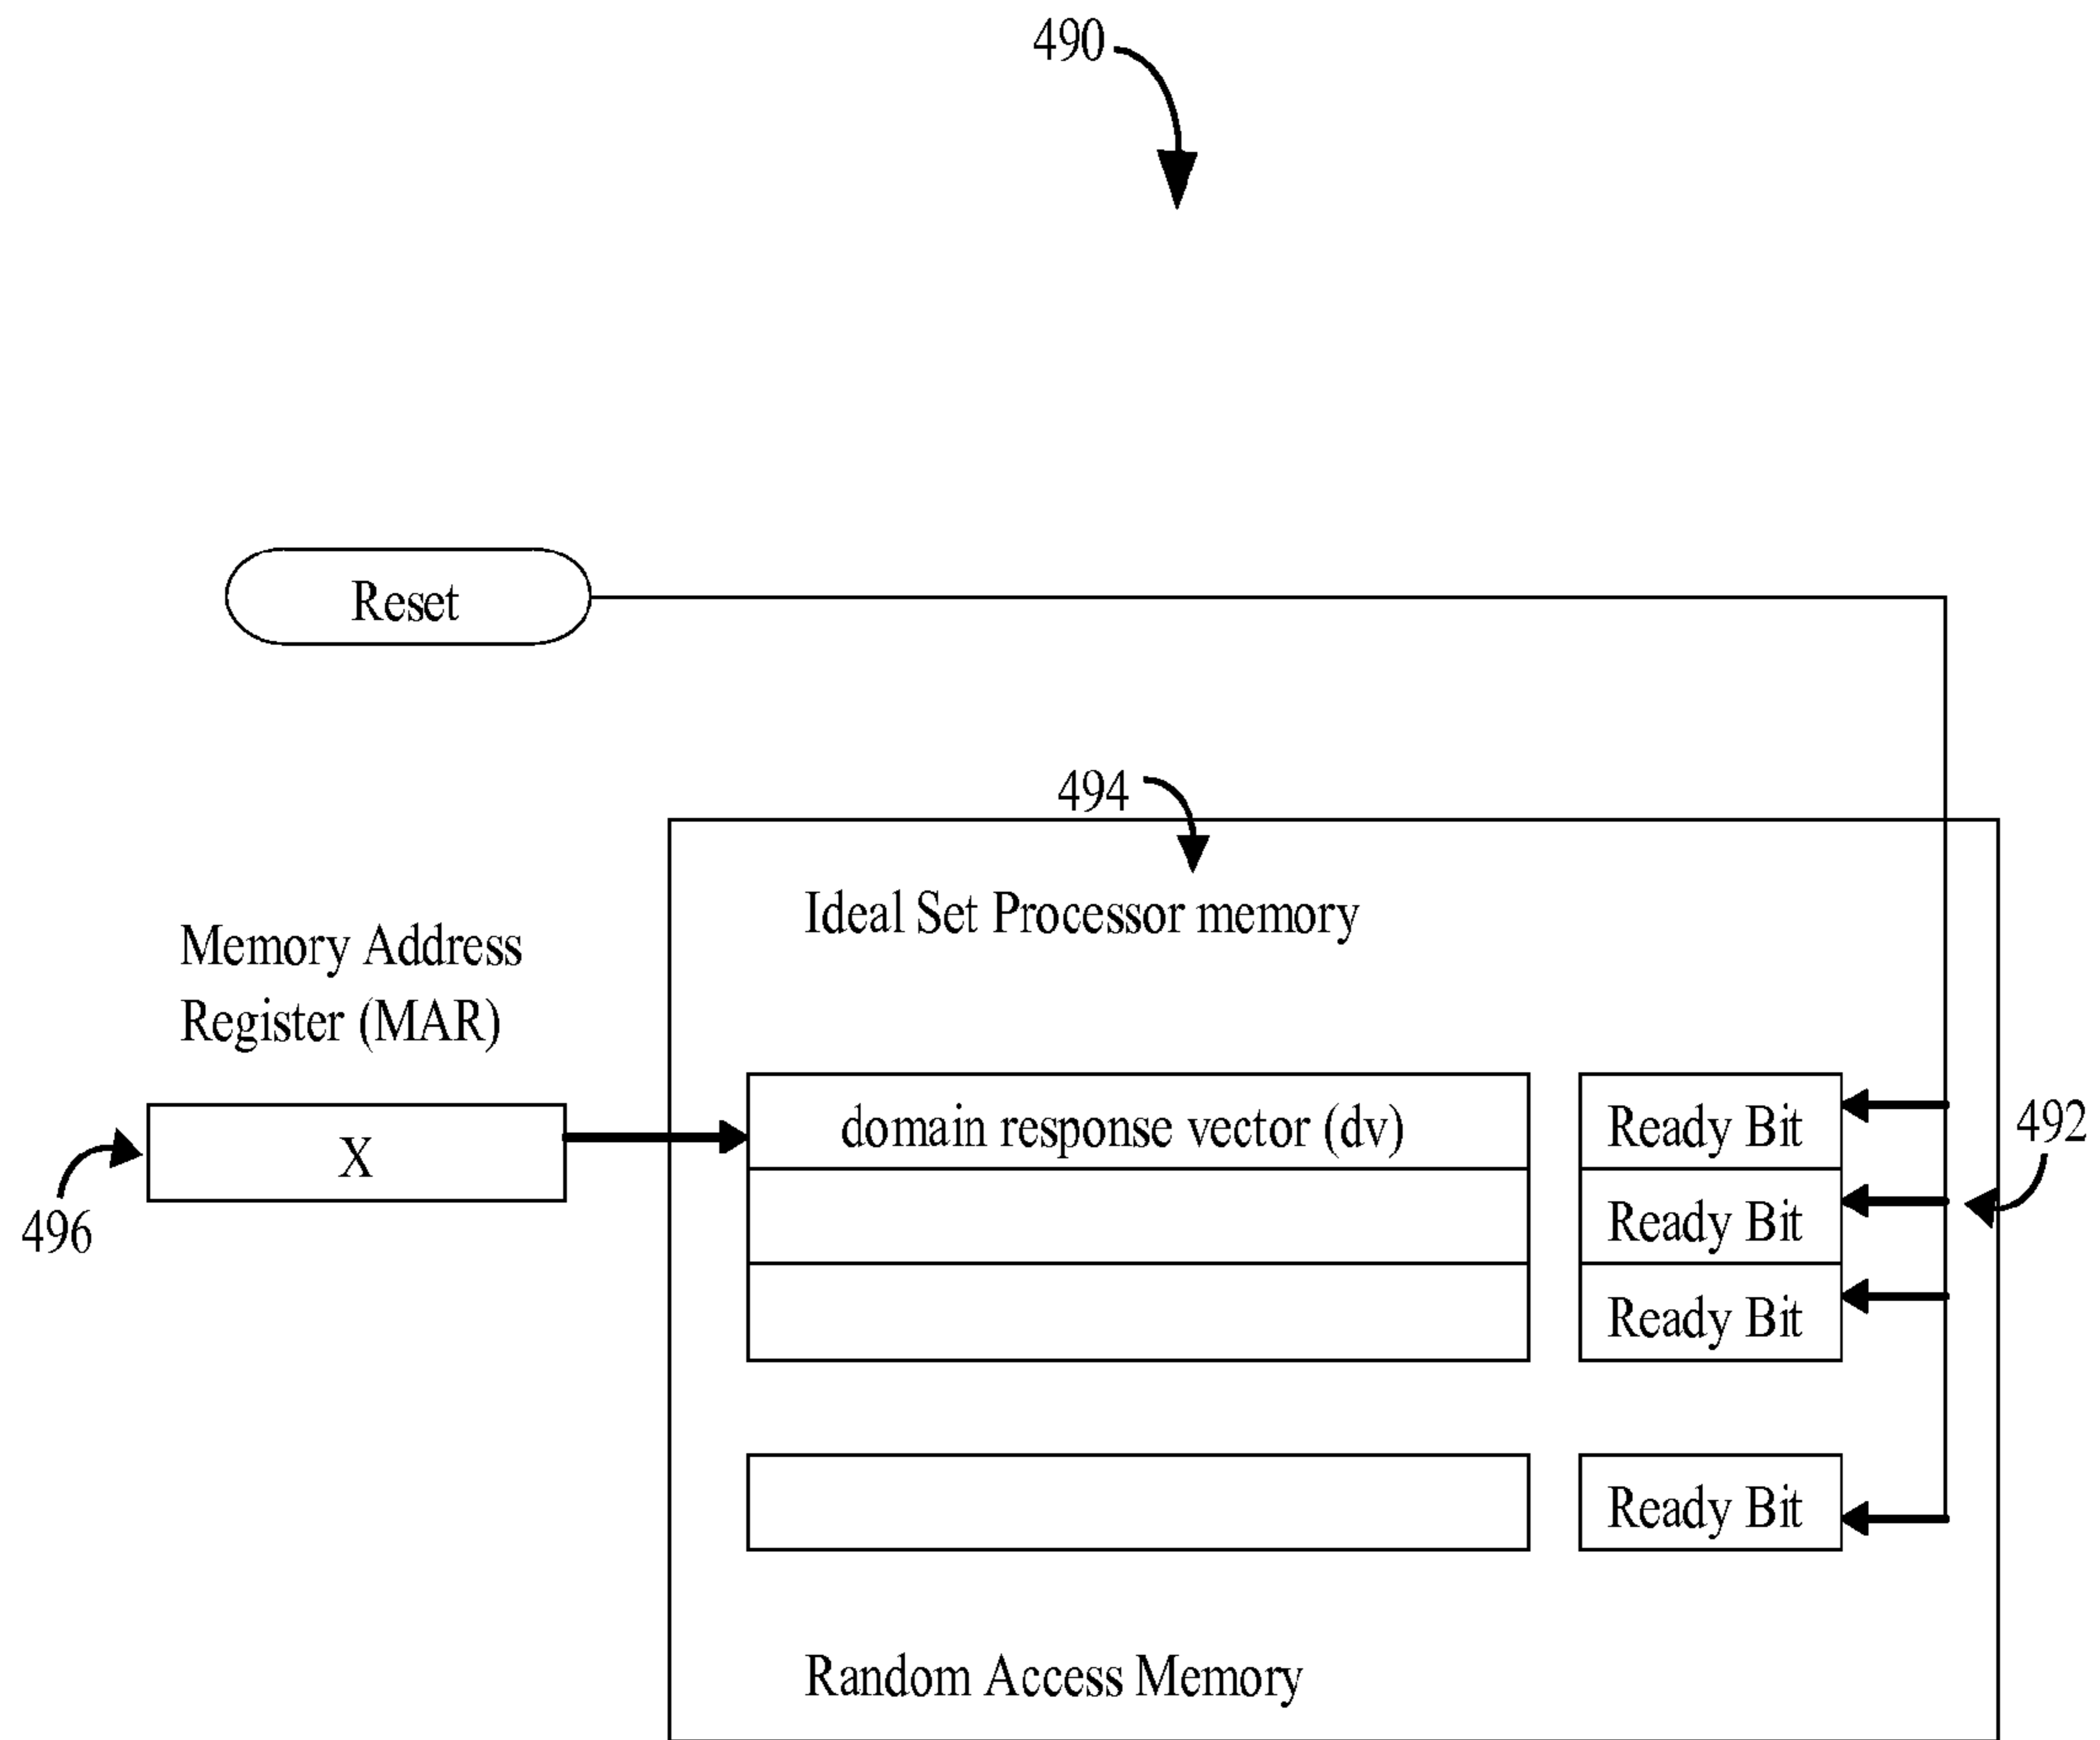 490
Reset
494
Ideal Set Processor memory
Memory Address
Register (MAR)
domain response vector (dv)
Ready Bit
492
X
496
Ready Bit
Ready Bit
Ready Bit
Random Access Memory